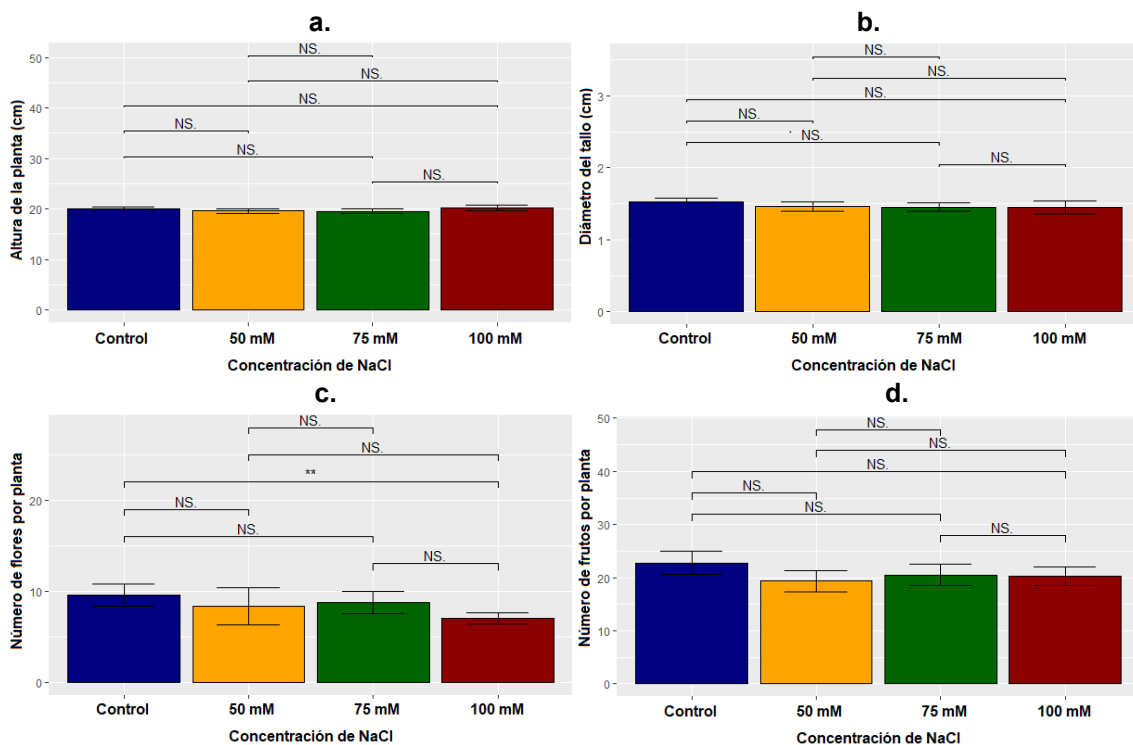 a.
NS.
NS.
NS.
NS.
NS.
NS.
50
40
30
20
10
0
Altura de la planta (cm)
Control
50 mM
75 mM
100 mM
Concentración de NaCl
b.
NS.
NS.
NS.
NS.
NS.
NS.
3
2
1
0
Diámetro del tallo (cm)
Control
50 mM
75 mM
100 mM
Concentración de NaCl
c.
NS.
NS.
**
NS.
NS.
NS.
20
10
0
Número de flores por planta
Control
50 mM
75 mM
100 mM
Concentración de NaCl
d.
NS.
NS.
NS.
NS.
NS.
NS.
50
40
30
20
10
0
Número de frutos por planta
Control
50 mM
75 mM
100 mM
Concentración de NaCl